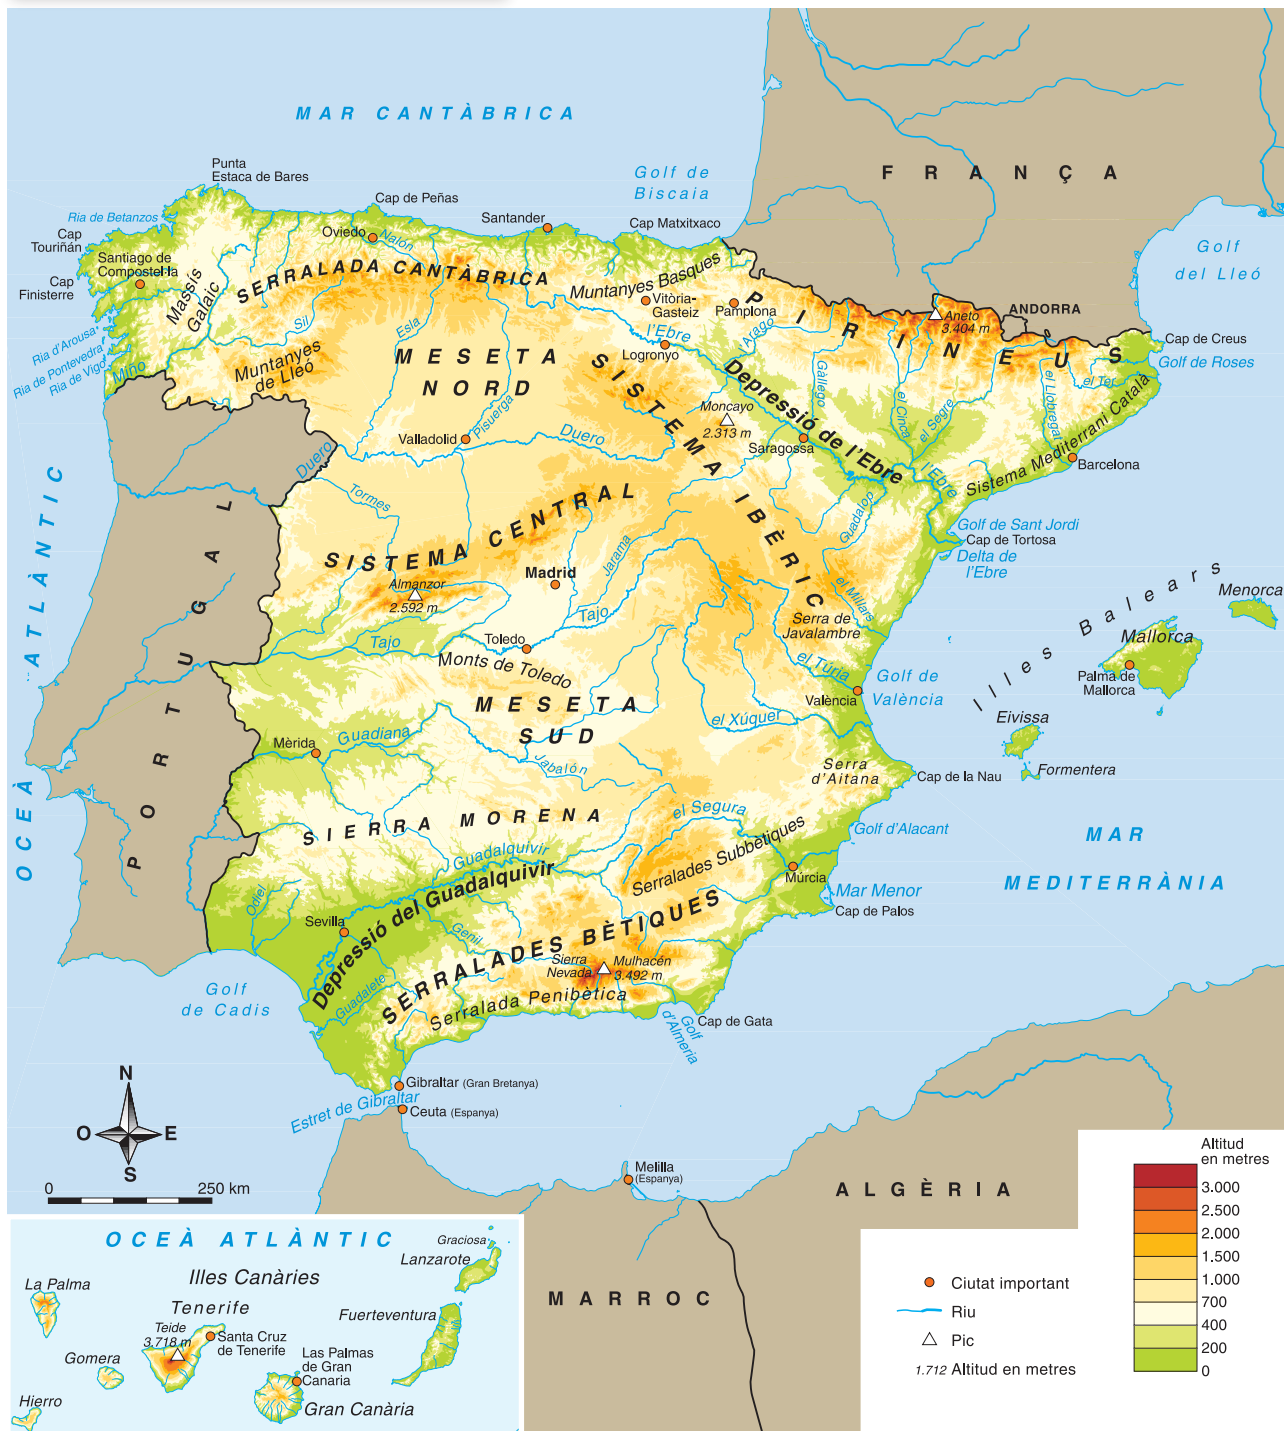 MAR CANTÀBRICA
Golf de
Biscaia
FRANÇA
Golf
del Lleó
Punta
Estaca de Bares
Ria de Betanzos
Cap
Touriñán
Santiago de
Compostel·la
Cap
Finisterre
Ria d'Arousa
Ria de Pontevedra
Ria de Vigo
Miño
Massís
Galaic
Cap de Peñas
Oviedo
Nalón
Santander
Cap Matxitxaco
SERRALADA CANTÀBRICA
Muntanyes Basques
Vitòria-
Gasteiz
Pamplona
PIRINEUS
Aneto
3.404 m
ANDORRA
Cap de Creus
Golf de Roses
Sil
Esla
Muntanyes
de Lleó
MESETA
NORD
l'Ebre
Logronyo
Aragó
Gállego
el Cinca
el Segre
el Llobregat
el Ter
SISTEMA IBÈRIC
Depressió de l'Ebre
Moncayo
2.313 m
Saragossa
Sistema Mediterrani Català
Barcelona
Valladolid
Pisuerga
Duero
Duero
Tormes
l'Ebre
Guadalop
Golf de Sant Jordi
Cap de Tortosa
Delta de
l'Ebre
OCEÀ ATLÀNTIC
PORTUGAL
SISTEMA CENTRAL
Almanzor
2.592 m
Madrid
Jarama
Tajo
Tajo
Toledo
Monts de Toledo
el Millars
Serra de
Javalambre
el Túria
València
Golf de
València
Illes Balears
Menorca
Mallorca
Palma de
Mallorca
Eivissa
Formentera
MESETA
SUD
el Xúquer
Mèrida
Guadiana
Jabalón
Serra
d'Aitana
Cap de la Nau
SIERRA MORENA
el Segura
Golf d'Alacant
MAR
MEDITERRÀNIA
Guadalquivir
Serralades Subbètiques
Múrcia
Mar Menor
Cap de Palos
Odiel
Sevilla
Depressió del Guadalquivir
Genil
SERRALADES BÈTIQUES
Sierra
Nevada
Mulhacén
3.492 m
Guadalete
Serralada Penibètica
Golf
de Cadis
Cap de Gata
Golf
d'Almeria
Gibraltar (Gran Bretanya)
Estret de Gibraltar
Ceuta (Espanya)
Melilla
(Espanya)
ALGÈRIA
MARROC
N
O
E
S
0
250 km
OCEÀ ATLÀNTIC
Illes Canàries
La Palma
Tenerife
Teide
3.718 m
Santa Cruz
de Tenerife
Gomera
Hierro
Las Palmas
de Gran
Canaria
Gran Canària
Fuerteventura
Lanzarote
Graciosa
Altitud
en metres
3.000
2.500
2.000
1.500
1.000
700
400
200
0
Ciutat important
Riu
Pic
1.712 Altitud en metres